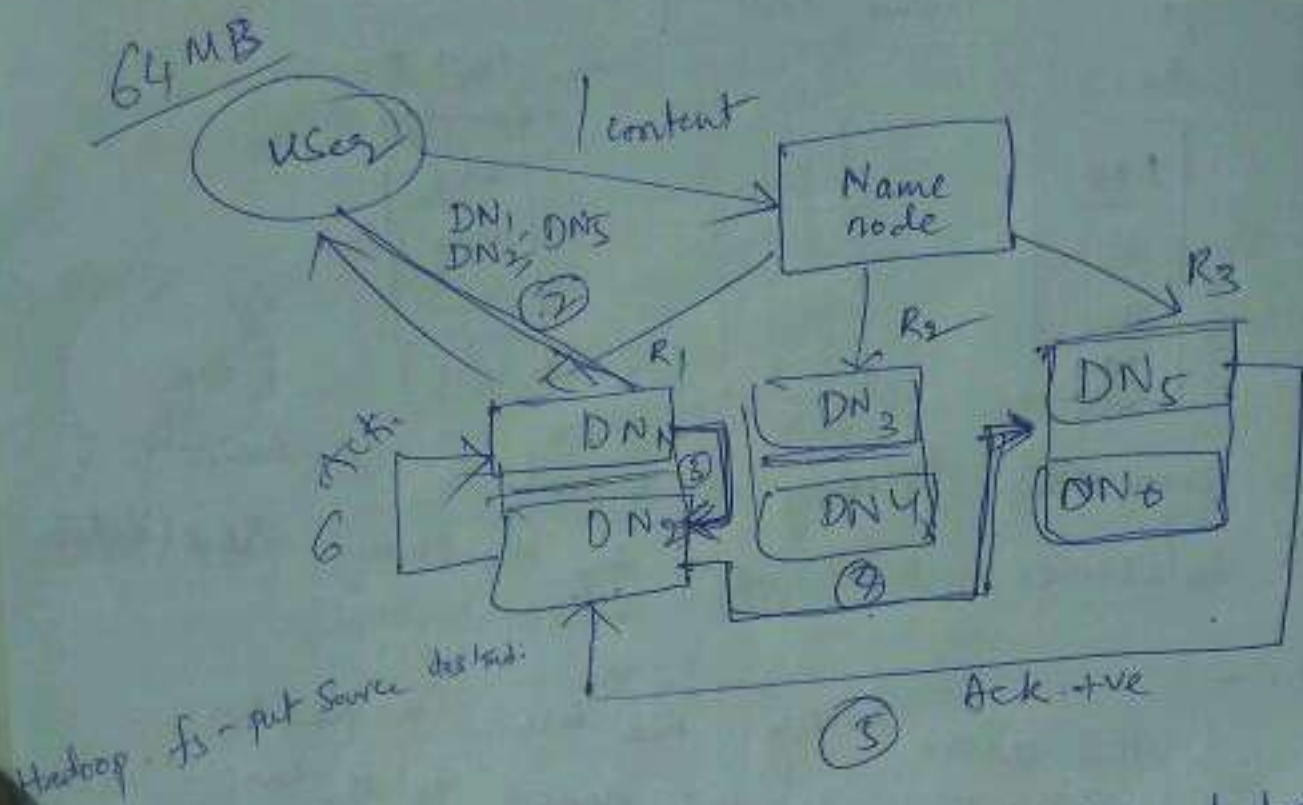 64 MB
User
1 content
Name
node
DN1, DN5
DN2,
2
R1
R2
R3
DN1
DN2
3
DN3
DN4
DN5
DN6
4
6 Ack.
Hadoop fs -put Source
Ack +ve
5